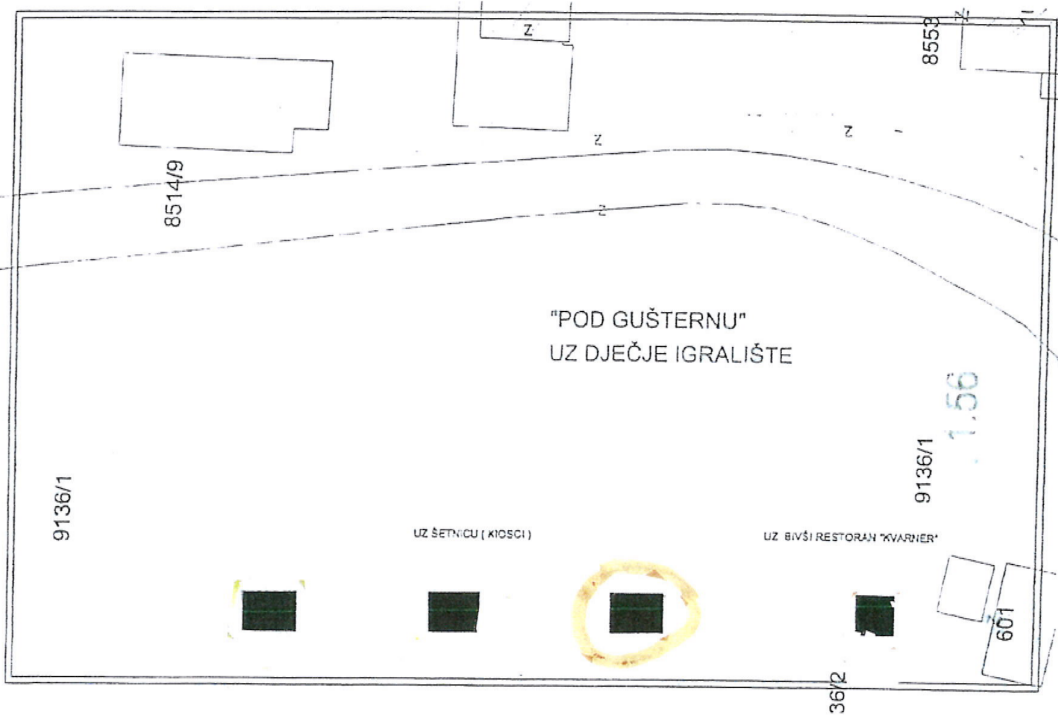 Z
8553
8514/9
Z
Z
Z
"POD GUŠTERNU"
UZ DJEČJE IGRALIŠTE
1.56
9136/1
9136/1
UZ ŠETNICU ( KIOSCI )
UZ BIVŠI RESTORAN "KVARNER"
601
36/2